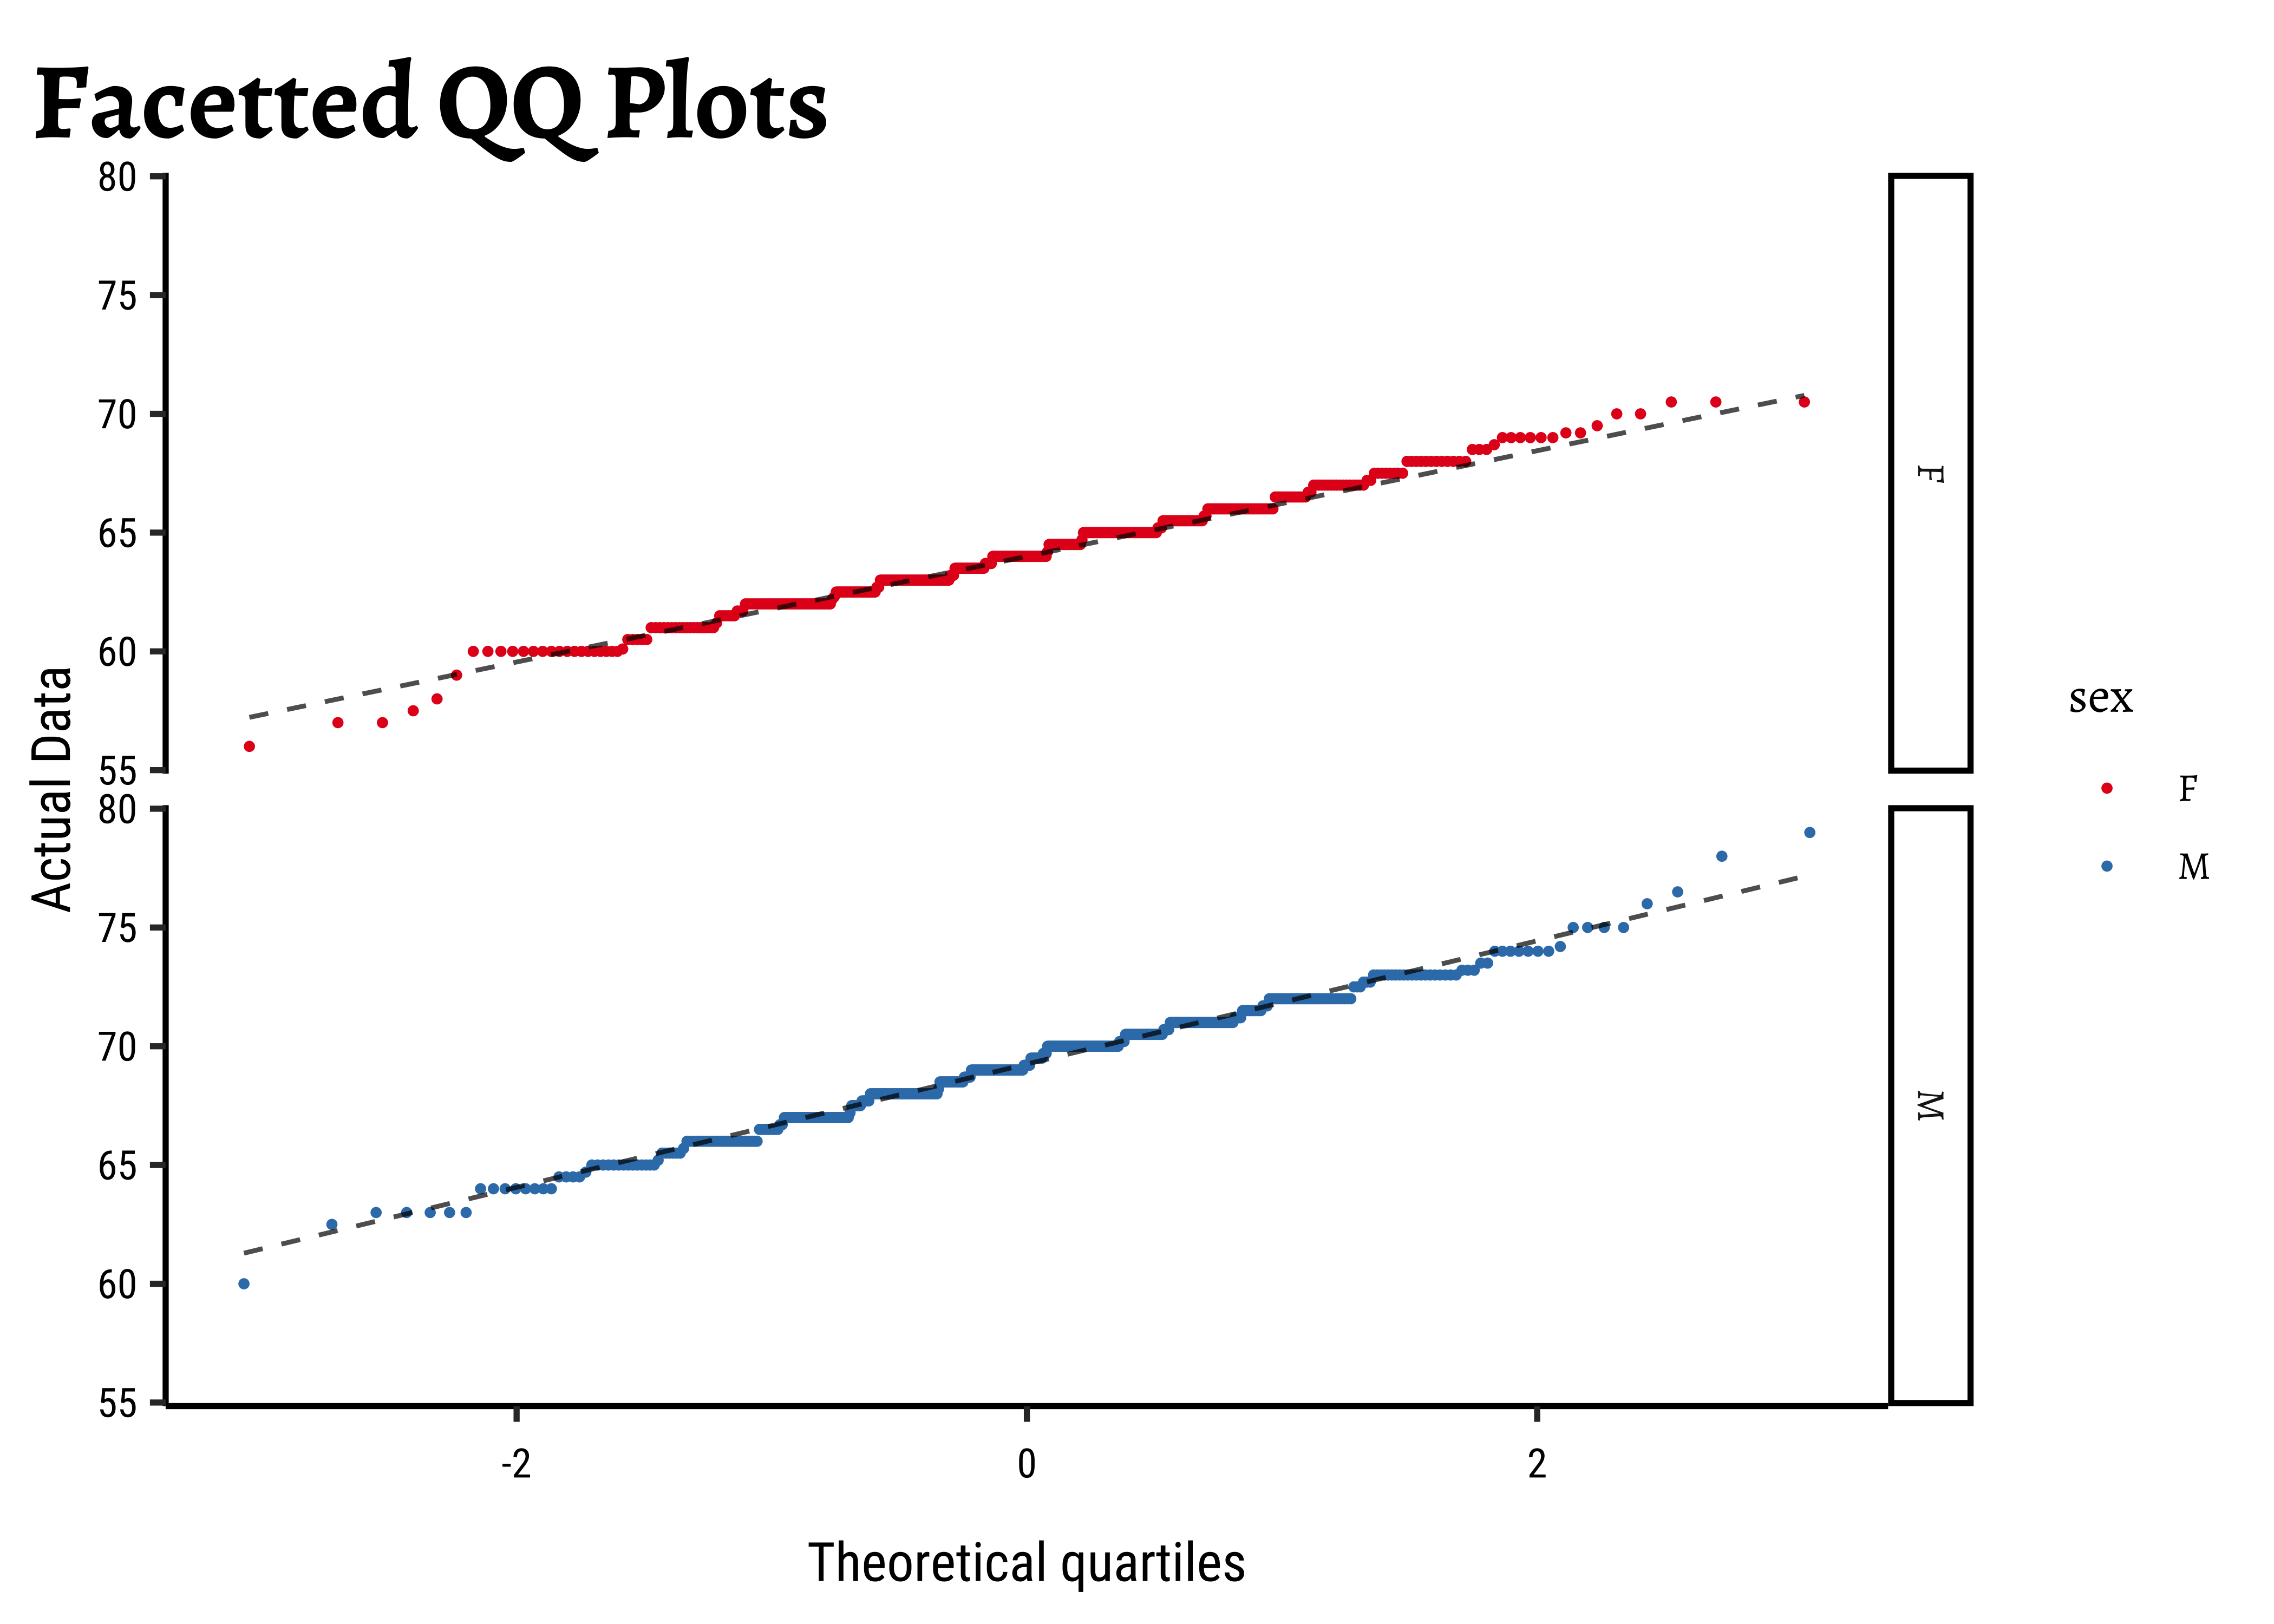 Facetted QQ Plots
80
75
70
65
60
55
F
80
75
70
65
60
55
M
Actual Data
-2 0 2
Theoretical quartiles
sex
F
M